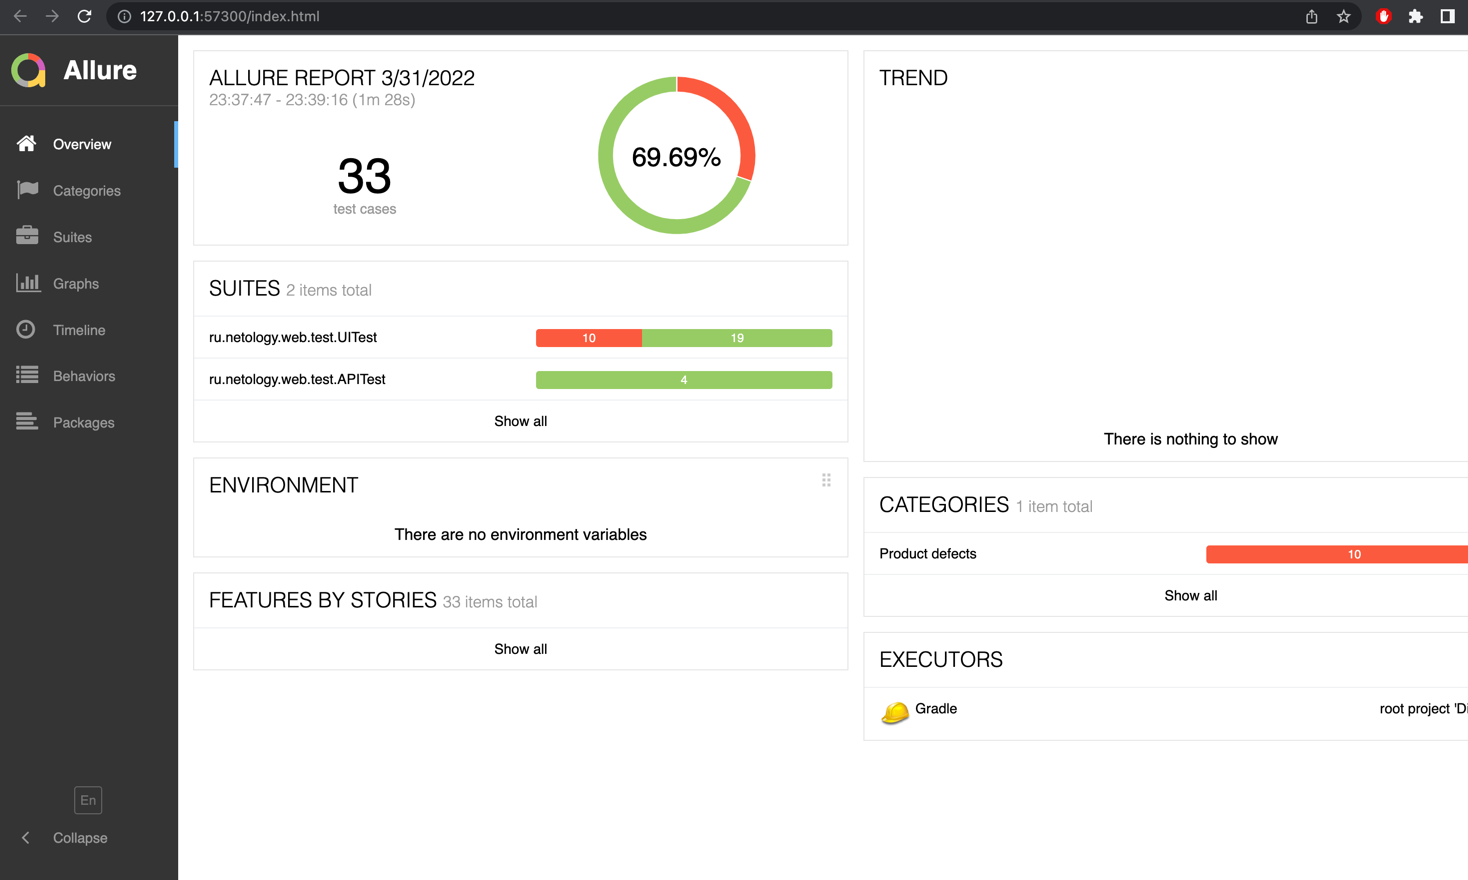 127.0.0.1:57300/index.html
Allure
Overview
Categories
Suites
Graphs
Timeline
Behaviors
Packages
En
Collapse
ALLURE REPORT 3/31/2022
23:37:47 - 23:39:16 (1m 28s)
33
test cases
69.69%
SUITES 2 items total
ru.netology.web.test.UITest 10 19
ru.netology.web.test.APITest 4
Show all
ENVIRONMENT
There are no environment variables
FEATURES BY STORIES 33 items total
Show all
TREND
There is nothing to show
CATEGORIES 1 item total
Product defects 10
Show all
EXECUTORS
Gradle root project 'Di